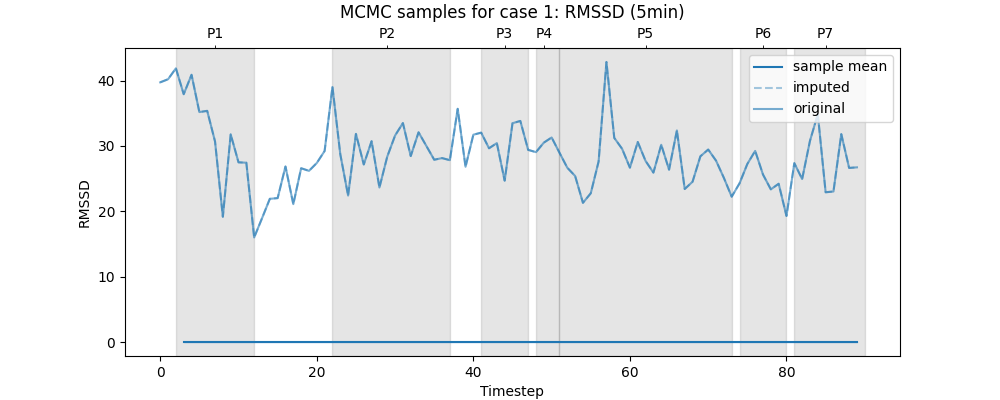 MCMC samples for case 1: RMSSD (5min)
P1 P2 P3 P4 P5 P6 P7
sample mean
imputed
original
40
30
20
10
0
RMSSD
0 20 40 60 80
Timestep